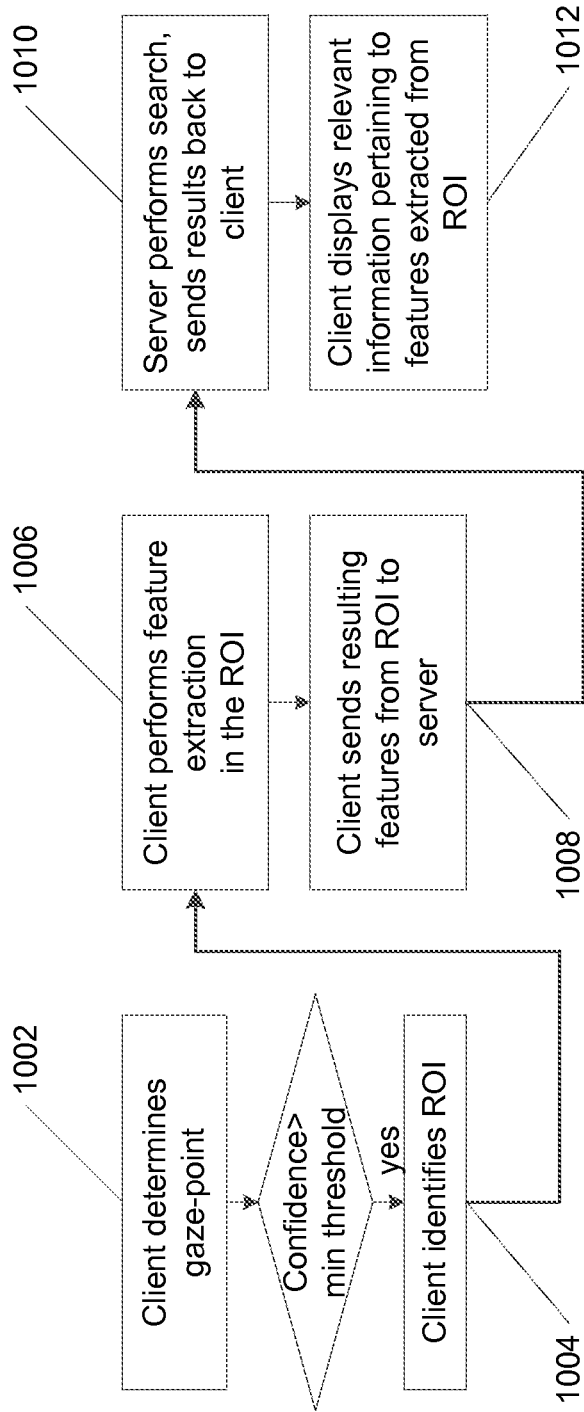 1002
Client determines
gaze-point
Confidence>
min threshold
yes
Client identifies ROI
1004
1006
Client performs feature
extraction
in the ROI
Client sends resulting
features from ROI to
server
1008
1010
Server performs search,
sends results back to
client
Client displays relevant
information pertaining to
features extracted from
ROI
1012